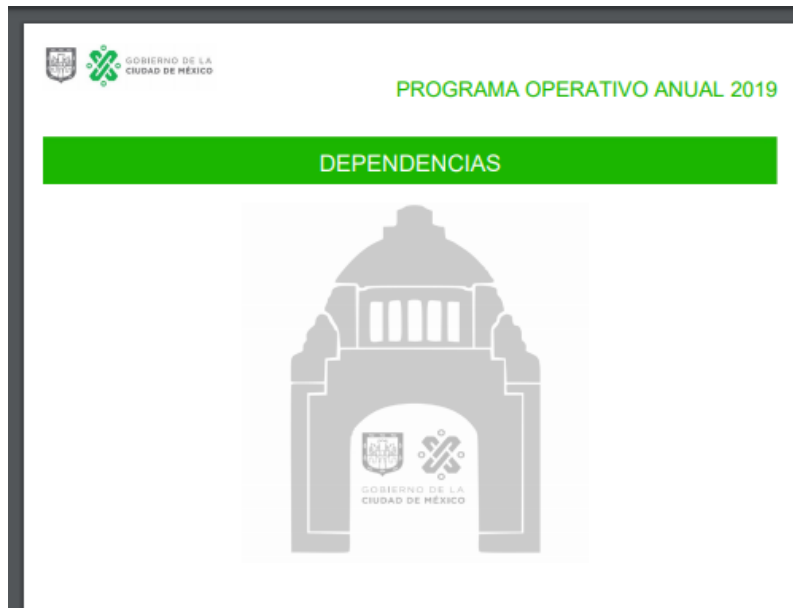 GOBIERNO DE LA
CIUDAD DE MÉXICO
PROGRAMA OPERATIVO ANUAL 2019
DEPENDENCIAS
GOBIERNO DE LA
CIUDAD DE MÉXICO